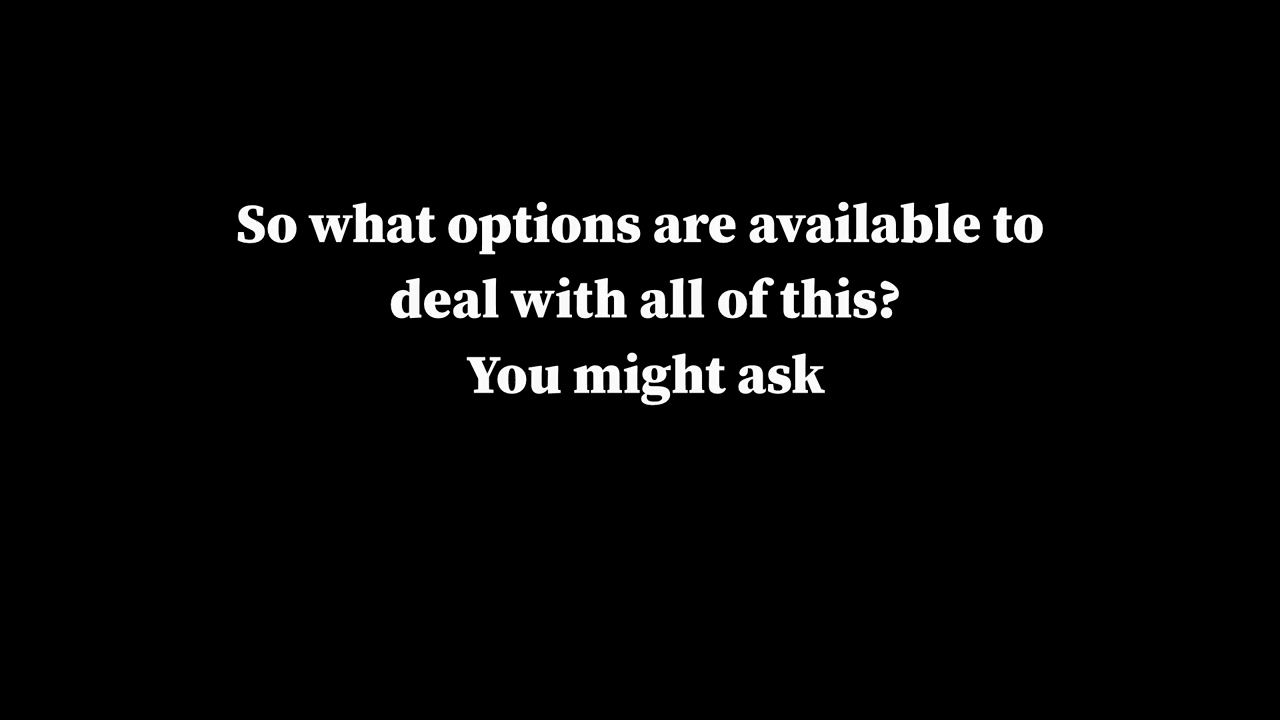 So what options are available to
deal with all of this?
You might ask